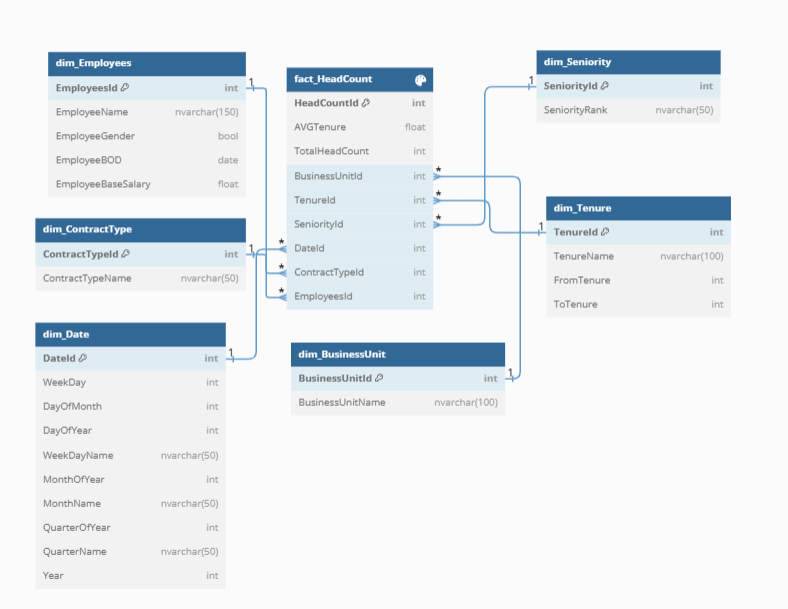 dim_Employees
EmployeesId int
EmployeeName nvarchar(150)
EmployeeGender bool
EmployeeBOD date
EmployeeBaseSalary float
1
fact_HeadCount
HeadCountId int
AVGTenure float
TotalHeadCount int
BusinessUnitId int *
TenureId int *
SeniorityId int *
* DateId int
* ContractTypeId int
* EmployeesId int
dim_Seniority
1 SeniorityId int
SeniorityRank nvarchar(50)
dim_ContractType
ContractTypeId int 1
ContractTypeName nvarchar(50)
dim_Tenure
1 TenureId int
TenureName nvarchar(100)
FromTenure int
ToTenure int
dim_Date
DateId int 1
WeekDay int
DayOfMonth int
DayOfYear int
WeekDayName nvarchar(50)
MonthOfYear int
MonthName nvarchar(50)
QuarterOfYear int
QuarterName nvarchar(50)
Year int
dim_BusinessUnit
BusinessUnitId int 1
BusinessUnitName nvarchar(100)